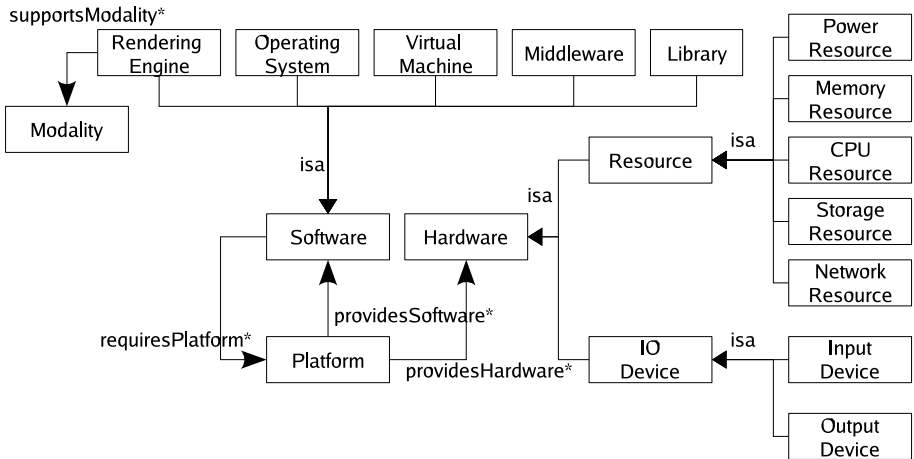 supportsModality*
Rendering
Engine
Operating
System
Virtual
Machine
Middleware
Library
Power
Resource
Modality
Memory
Resource
isa
Resource
isa
CPU
Resource
isa
Storage
Resource
Software
Hardware
Network
Resource
providesSoftware*
requiresPlatform*
Platform
providesHardware*
IO
Device
isa
Input
Device
Output
Device